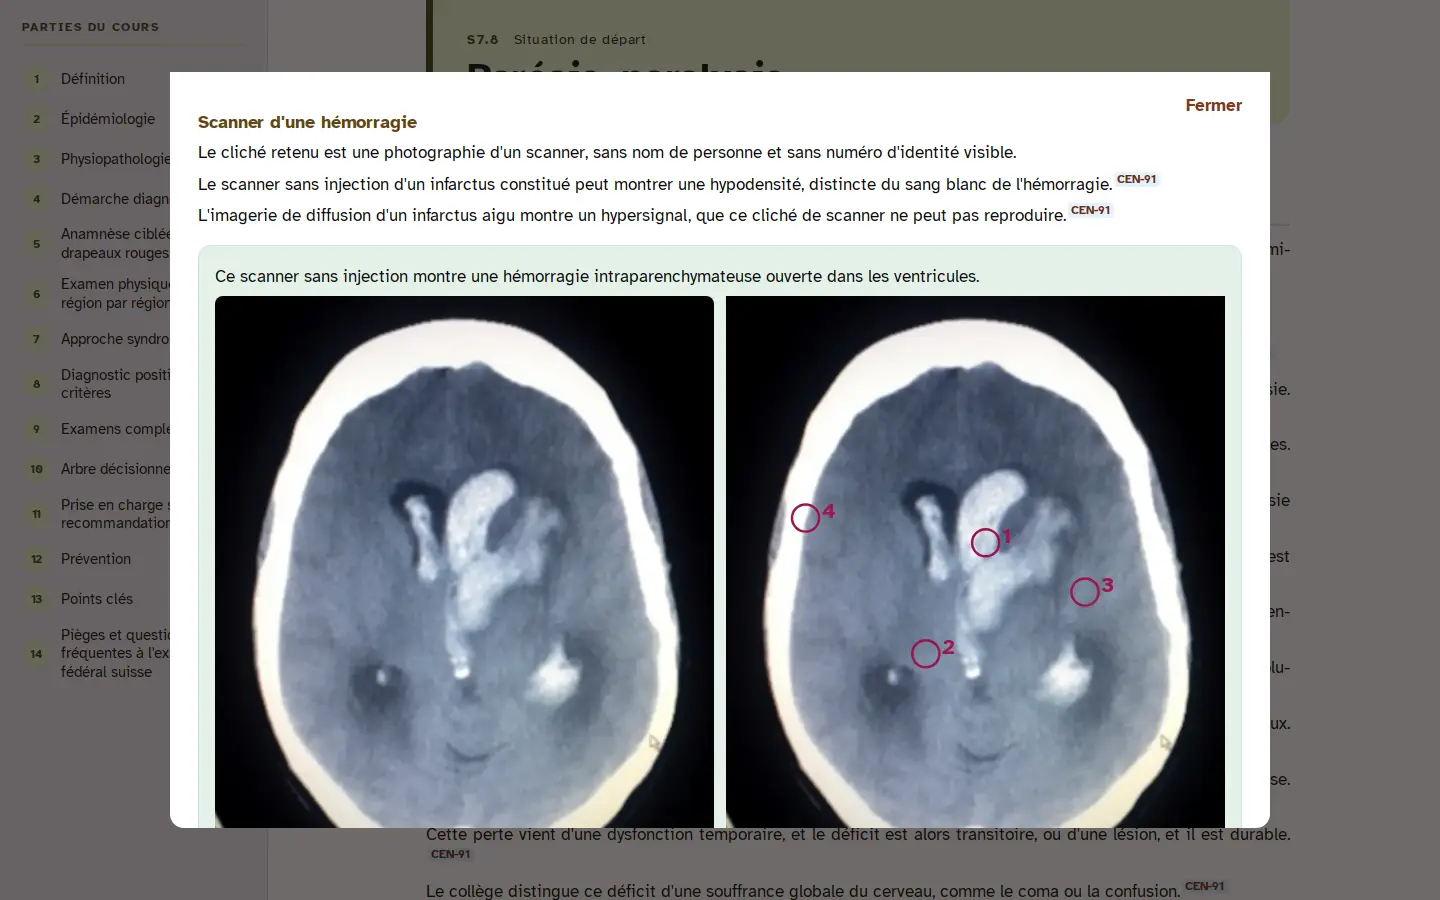 PARTIES DU COURS
1 Définition
2 Épidémiologie
3 Physiopathologie
4 Démarche diagn
5 Anamnèse ciblée
drapeaux rouges
6 Examen physique
région par région
7 Approche syndro
8 Diagnostic positi
critères
9 Examens comple
10 Arbre décisionne
11 Prise en charge s
recommandation
12 Prévention
13 Points clés
14 Pièges et questio
fréquentes à l'ex
fédéral suisse
S7.8 Situation de départ
Parésie, paralysie
Fermer
Scanner d'une hémorragie
Le cliché retenu est une photographie d'un scanner, sans nom de personne et sans numéro d'identité visible.
Le scanner sans injection d'un infarctus constitué peut montrer une hypodensité, distincte du sang blanc de l'hémorragie. CEN-91
L'imagerie de diffusion d'un infarctus aigu montre un hypersignal, que ce cliché de scanner ne peut pas reproduire. CEN-91
Ce scanner sans injection montre une hémorragie intraparenchymateuse ouverte dans les ventricules.
4
1
3
2
mi-
sie.
es.
sie
est
en-
olu-
ux.
se.
Cette perte vient d'une dysfonction temporaire, et le déficit est alors transitoire, ou d'une lésion, et il est durable.
CEN-91
Le collège distingue ce déficit d'une souffrance globale du cerveau, comme le coma ou la confusion. CEN-91